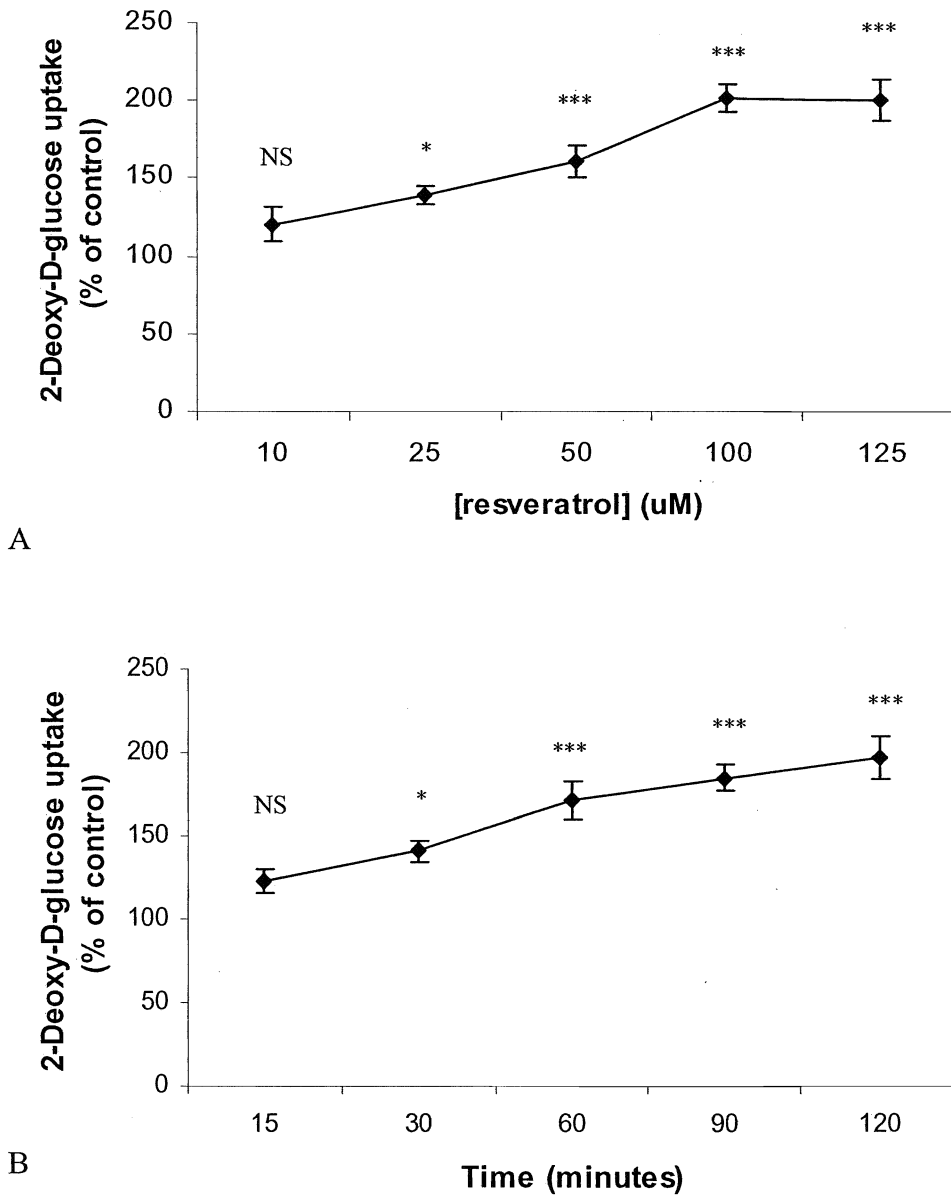 250
200
150
100
50
0
2-Deoxy-D-glucose uptake
(% of control)
NS
*
***
***
***
10 25 50 100 125
[resveratrol] (uM)
A
250
200
150
100
50
0
2-Deoxy-D-glucose uptake
(% of control)
NS
*
***
***
***
15 30 60 90 120
Time (minutes)
B